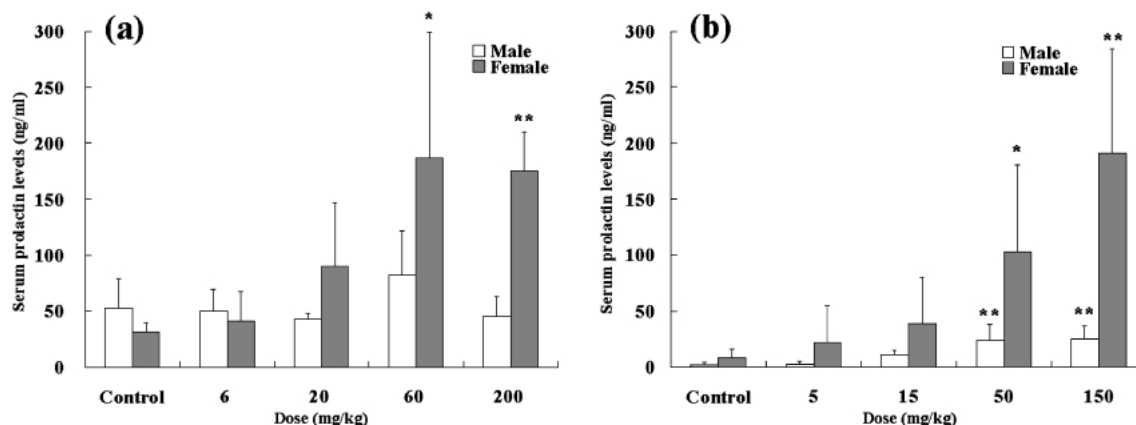 (a)
Serum prolactin levels (ng/ml)
300
250
200
150
100
50
0
Male
Female
*
**
Control 6 20 60 200
Dose (mg/kg)
(b)
Serum prolactin levels (ng/ml)
300
250
200
150
100
50
0
Male
Female
**
*
**
**
Control 5 15 50 150
Dose (mg/kg)